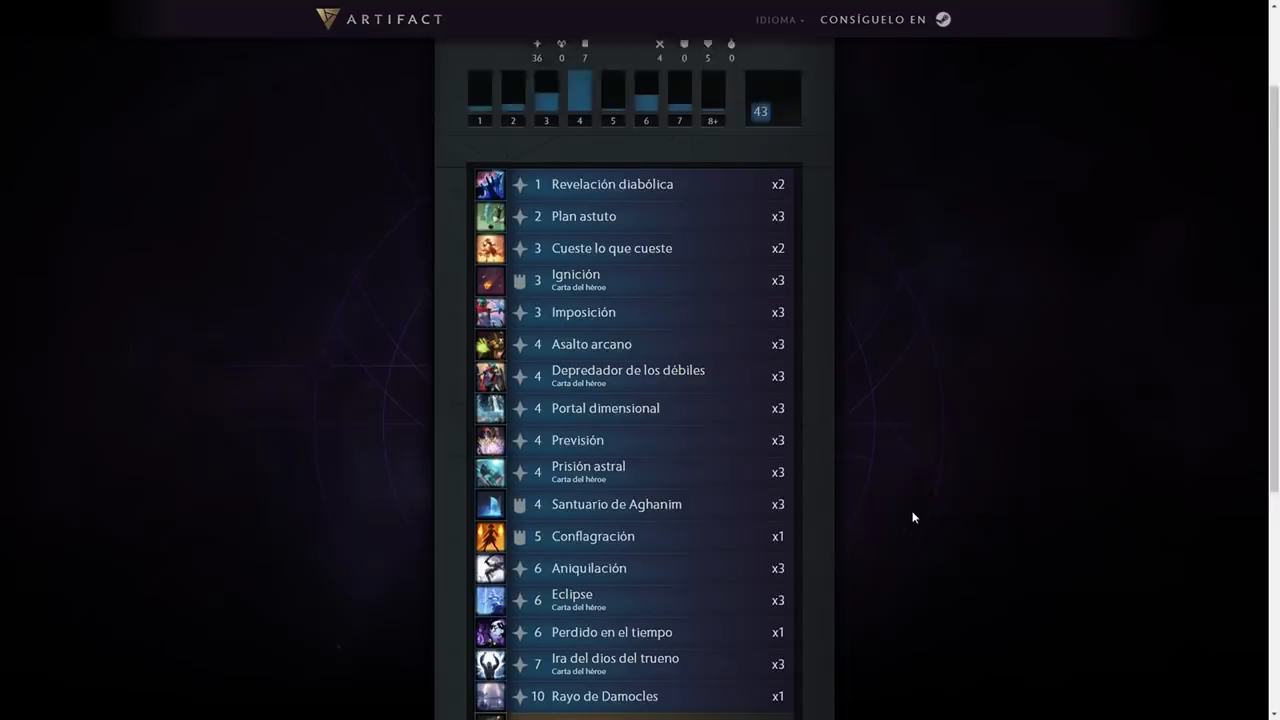 ARTIFACT
IDIOMA
CONSÍGUELO EN
36 0 7 4 0 5 0
43
1 2 3 4 5 6 7 8+
1 Revelación diabólica x2
2 Plan astuto x3
3 Cueste lo que cueste x2
3 Ignición x3
Carta del héroe
3 Imposición x3
4 Asalto arcano x3
4 Depredador de los débiles x3
Carta del héroe
4 Portal dimensional x3
4 Previsión x3
4 Prisión astral x3
Carta del héroe
4 Santuario de Aghanim x3
5 Conflagración x1
6 Aniquilación x3
6 Eclipse x3
Carta del héroe
6 Perdido en el tiempo x1
7 Ira del dios del trueno x3
Carta del héroe
10 Rayo de Damocles x1